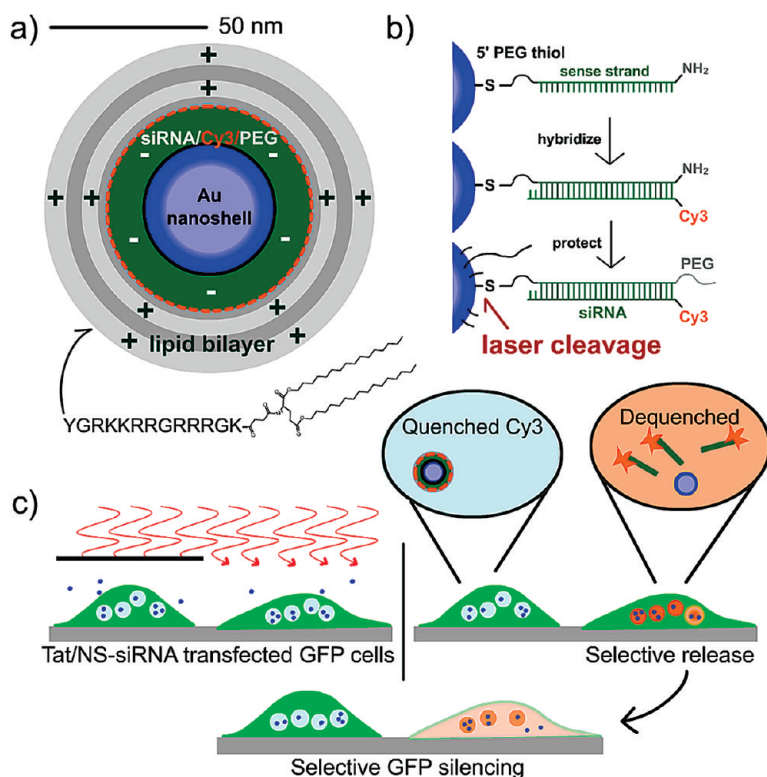 a)
50 nm
siRNA/Cy3/PEG
Au
nanoshell
lipid bilayer
+
+
+
+
+
+
+
+
+
+
-
-
-
-
-
YGRKKRRGRRRGK
b)
5' PEG thiol
S
sense strand
NH₂
hybridize
S
NH₂
Cy3
protect
S
PEG
siRNA
Cy3
laser cleavage
Quenched Cy3
Dequenched
c)
Tat/NS-siRNA transfected GFP cells
Selective release
Selective GFP silencing